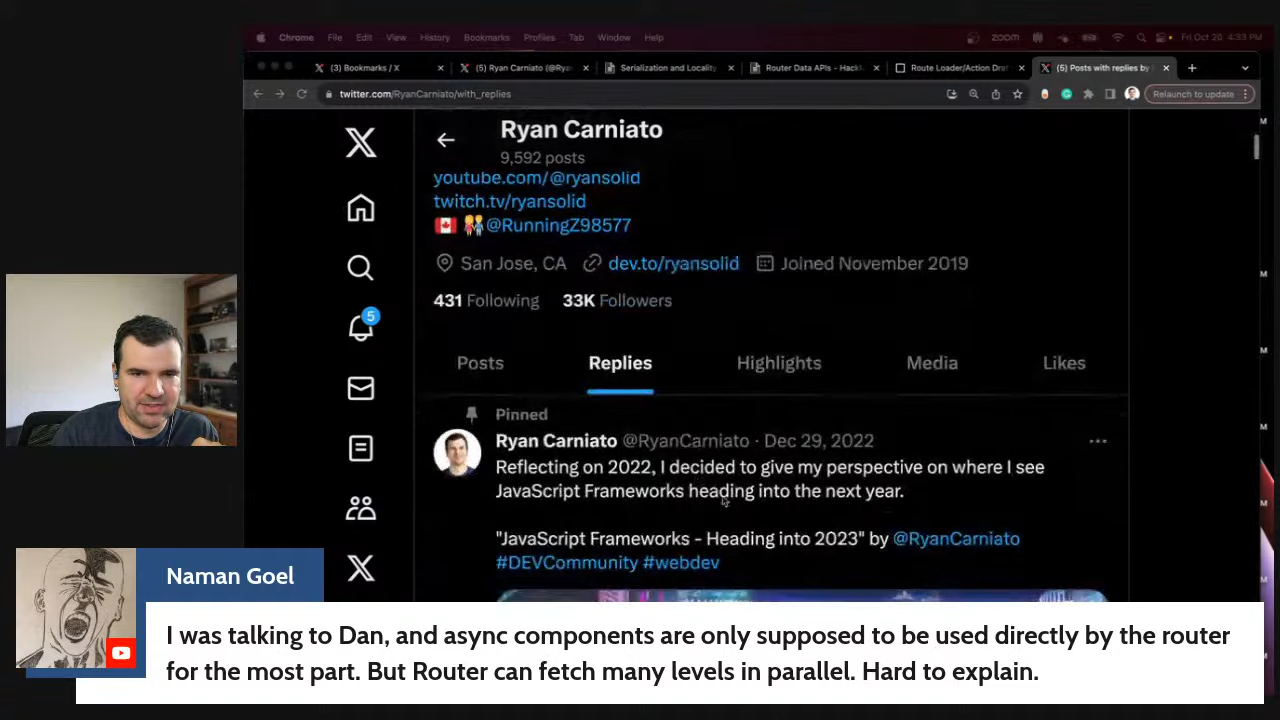 Chrome File Edit View History Bookmarks Profiles Tab Window Help
zoom
Fri Oct 20 4:33 PM
(3) Bookmarks / X
(5) Ryan Carniato (@Rya
Serialization and Locality
Router Data APIs - Hack
Route Loader/Action Dra
(5) Posts with replies by
twitter.com/RyanCarniato/with_replies
Relaunch to update
Ryan Carniato
9,592 posts
youtube.com/@ryansolid
twitch.tv/ryansolid
@RunningZ98577
San Jose, CA dev.to/ryansolid Joined November 2019
431 Following 33K Followers
5
Posts Replies Highlights Media Likes
Pinned
Ryan Carniato @RyanCarniato · Dec 29, 2022
Reflecting on 2022, I decided to give my perspective on where I see
JavaScript Frameworks heading into the next year.
"JavaScript Frameworks - Heading into 2023" by @RyanCarniato
#DEVCommunity #webdev
Naman Goel
I was talking to Dan, and async components are only supposed to be used directly by the router
for the most part. But Router can fetch many levels in parallel. Hard to explain.